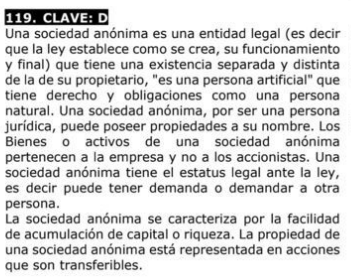 119. CLAVE: D
Una sociedad anónima es una entidad legal (es decir
que la ley establece como se crea, su funcionamiento
y final) que tiene una existencia separada y distinta
de la de su propietario, "es una persona artificial" que
tiene derecho y obligaciones como una persona
natural. Una sociedad anónima, por ser una persona
jurídica, puede poseer propiedades a su nombre. Los
Bienes o activos de una sociedad anónima
pertenecen a la empresa y no a los accionistas. Una
sociedad anónima tiene el estatus legal ante la ley,
es decir puede tener demanda o demandar a otra
persona.
La sociedad anónima se caracteriza por la facilidad
de acumulación de capital o riqueza. La propiedad de
una sociedad anónima está representada en acciones
que son transferibles.